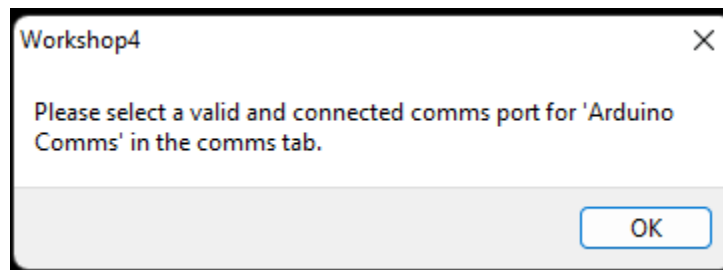 Workshop4
Please select a valid and connected comms port for 'Arduino
Comms' in the comms tab.
OK